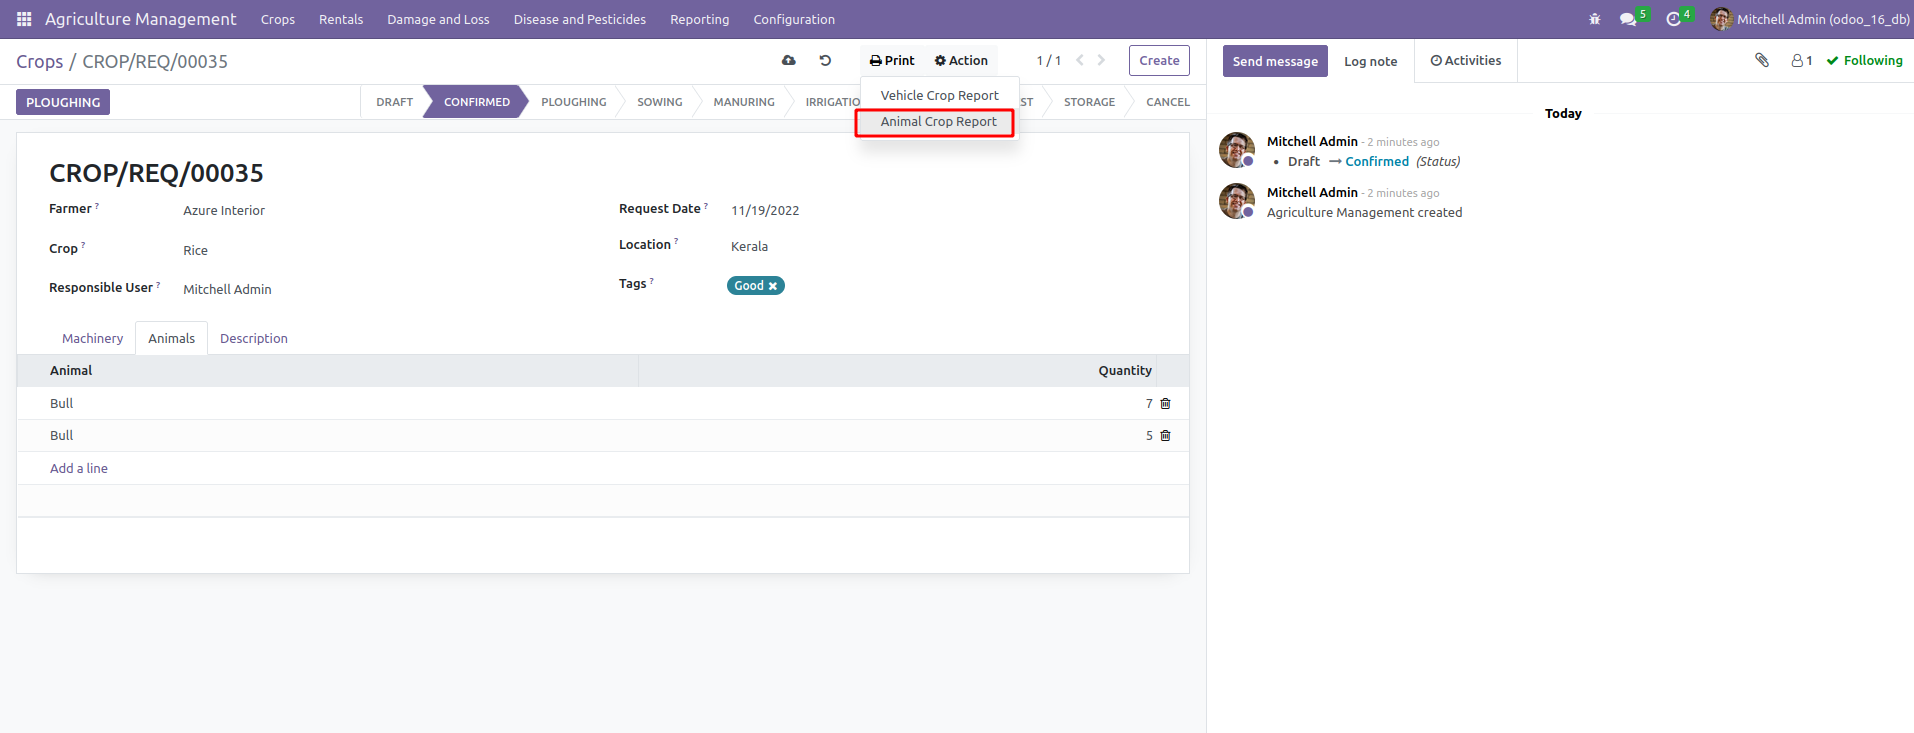 Agriculture Management Crops Rentals Damage and Loss Disease and Pesticides Reporting Configuration 5 4 Mitchell Admin (odoo_16_db)
Crops / CROP/REQ/00035 Print Action 1 / 1 Create
PLOUGHING DRAFT CONFIRMED PLOUGHING SOWING MANURING IRRIGATIO ST STORAGE CANCEL
Vehicle Crop Report
Animal Crop Report
CROP/REQ/00035
Farmer ? Azure Interior
Request Date ? 11/19/2022
Crop ? Rice
Location ? Kerala
Responsible User ? Mitchell Admin
Tags ? Good
Machinery Animals Description
Animal Quantity
Bull 7
Bull 5
Add a line
Send message Log note Activities 1 Following
Today
Mitchell Admin - 2 minutes ago
• Draft → Confirmed (Status)
Mitchell Admin - 2 minutes ago
Agriculture Management created